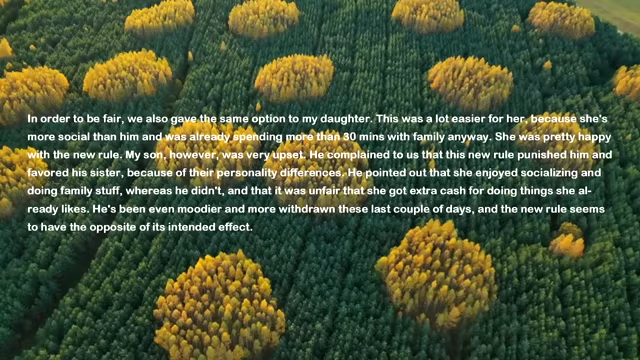 In order to be fair, we also gave the same option to my daughter. This was a lot easier for her, because she's
more social than him and was already spending more than 30 mins with family anyway. She was pretty happy
with the new rule. My son, however, was very upset. He complained to us that this new rule punished him and
favored his sister, because of their personality differences. He pointed out that she enjoyed socializing and
doing family stuff, whereas he didn't, and that it was unfair that she got extra cash for doing things she al-
ready likes. He's been even moodier and more withdrawn these last couple of days, and the new rule seems
to have the opposite of its intended effect.